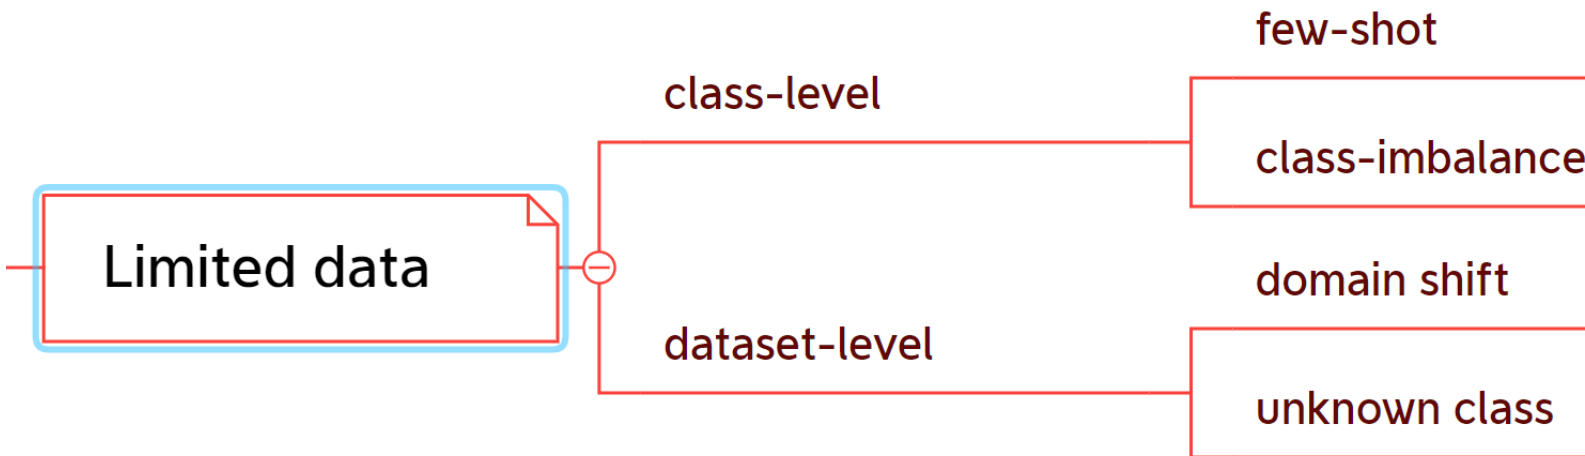 Limited data
class-level
few-shot
class-imbalance
dataset-level
domain shift
unknown class